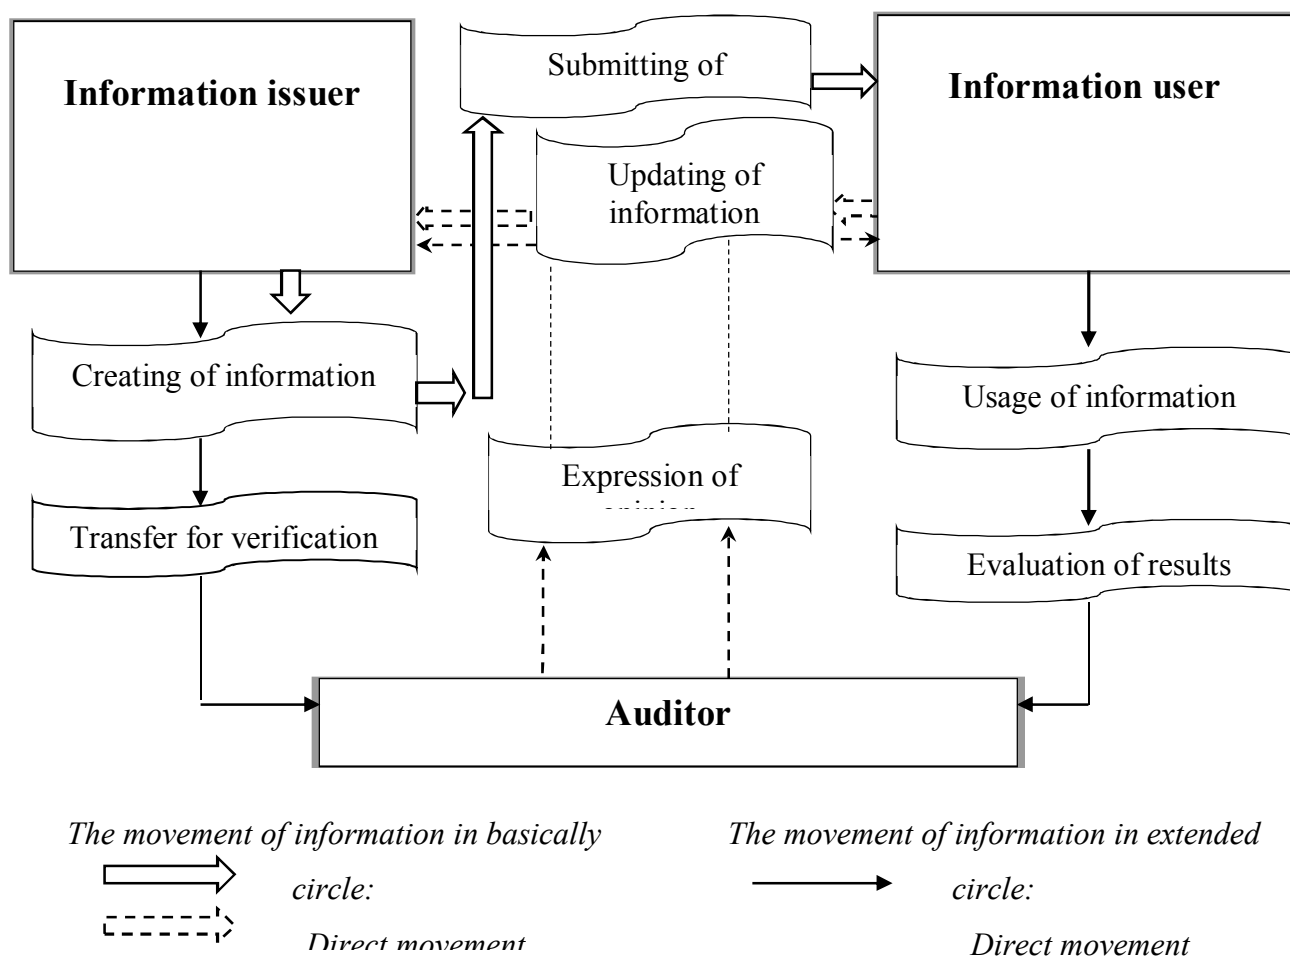 Information issuer
Submitting of
Information user
Updating of
information
Creating of information
Usage of information
Expression of
Transfer for verification
Evaluation of results
Auditor
The movement of information in basically
circle:
Direct movement
The movement of information in extended
circle:
Direct movement